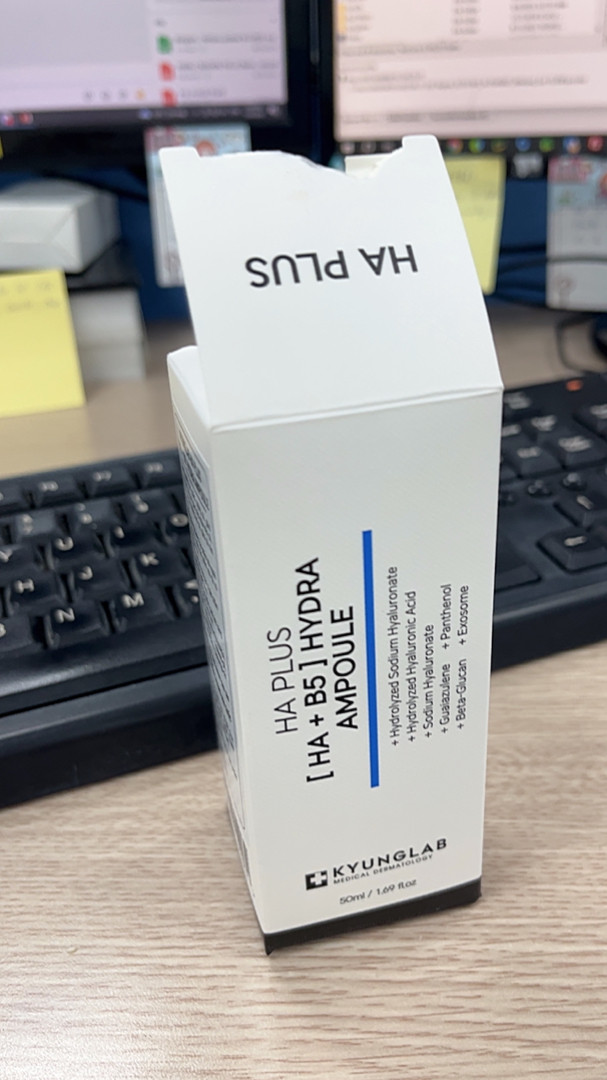 HA PLUS
HA PLUS
[ HA + B5 ] HYDRA
AMPOULE
+ Hydrolyzed Sodium Hyaluronate
+ Hydrolyzed Hyaluronic Acid
+ Sodium Hyaluronate
+ Guaiazulene + Panthenol
+ Beta-Glucan + Exosome
KYUNGLAB
MEDICAL DERMATOLOGY
50ml / 1.69 fl.oz
U
J
K
H
N
M